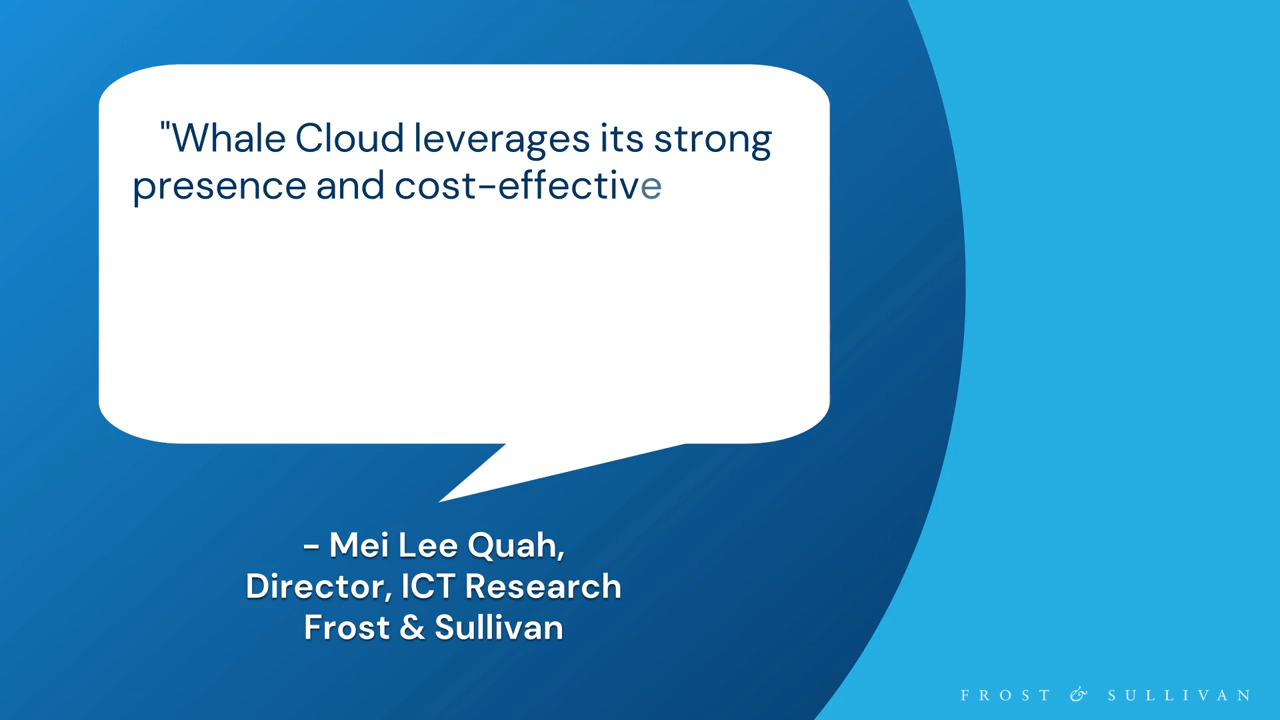 "Whale Cloud leverages its strong
presence and cost-effective
- Mei Lee Quah,
Director, ICT Research
Frost & Sullivan
FROST & SULLIVAN